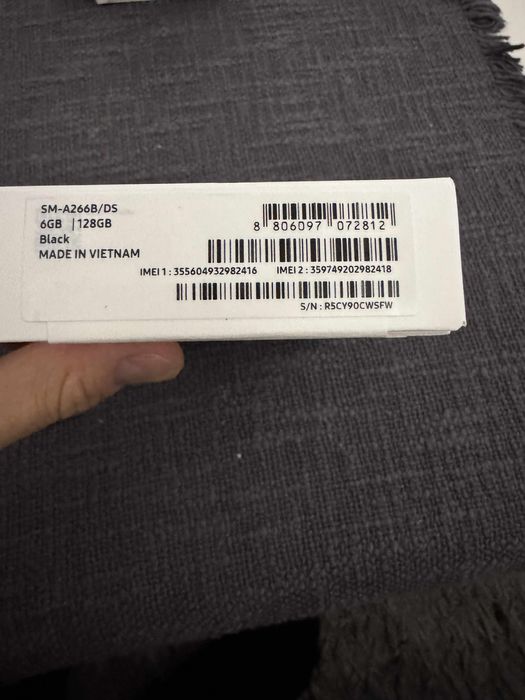 SM-A266B/DS
6GB | 128GB
Black
MADE IN VIETNAM
8 806097 072812
IMEI 1 : 355604932982416 IMEI 2 : 359749202982418
S/N : R5CY90CWSFW